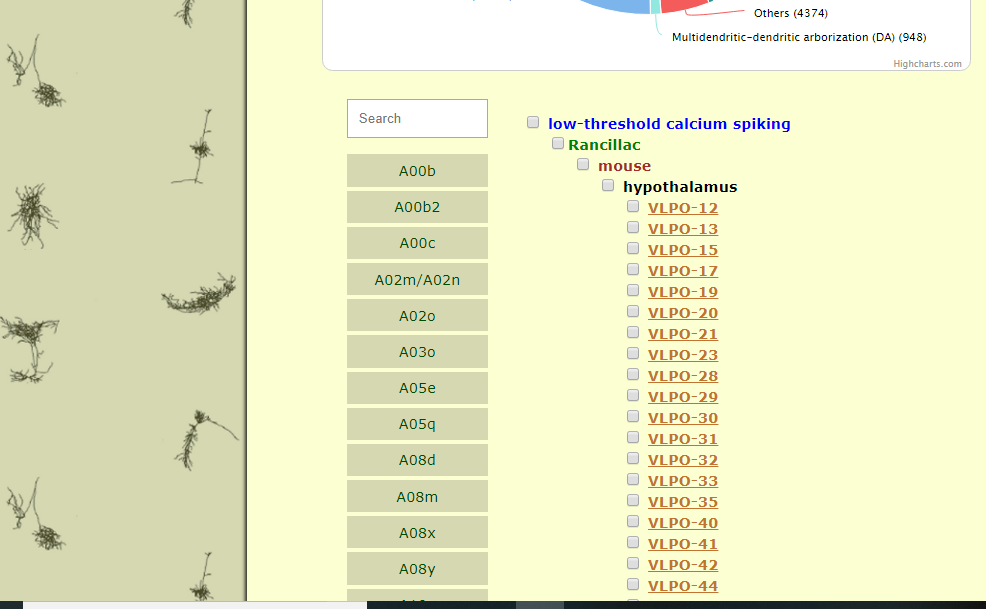 Others (4374)
Multidendritic-dendritic arborization (DA) (948)
Highcharts.com
Search
A00b
A00b2
A00c
A02m/A02n
A02o
A03o
A05e
A05q
A08d
A08m
A08x
A08y
low-threshold calcium spiking
Rancillac
mouse
hypothalamus
VLPO-12
VLPO-13
VLPO-15
VLPO-17
VLPO-19
VLPO-20
VLPO-21
VLPO-23
VLPO-28
VLPO-29
VLPO-30
VLPO-31
VLPO-32
VLPO-33
VLPO-35
VLPO-40
VLPO-41
VLPO-42
VLPO-44